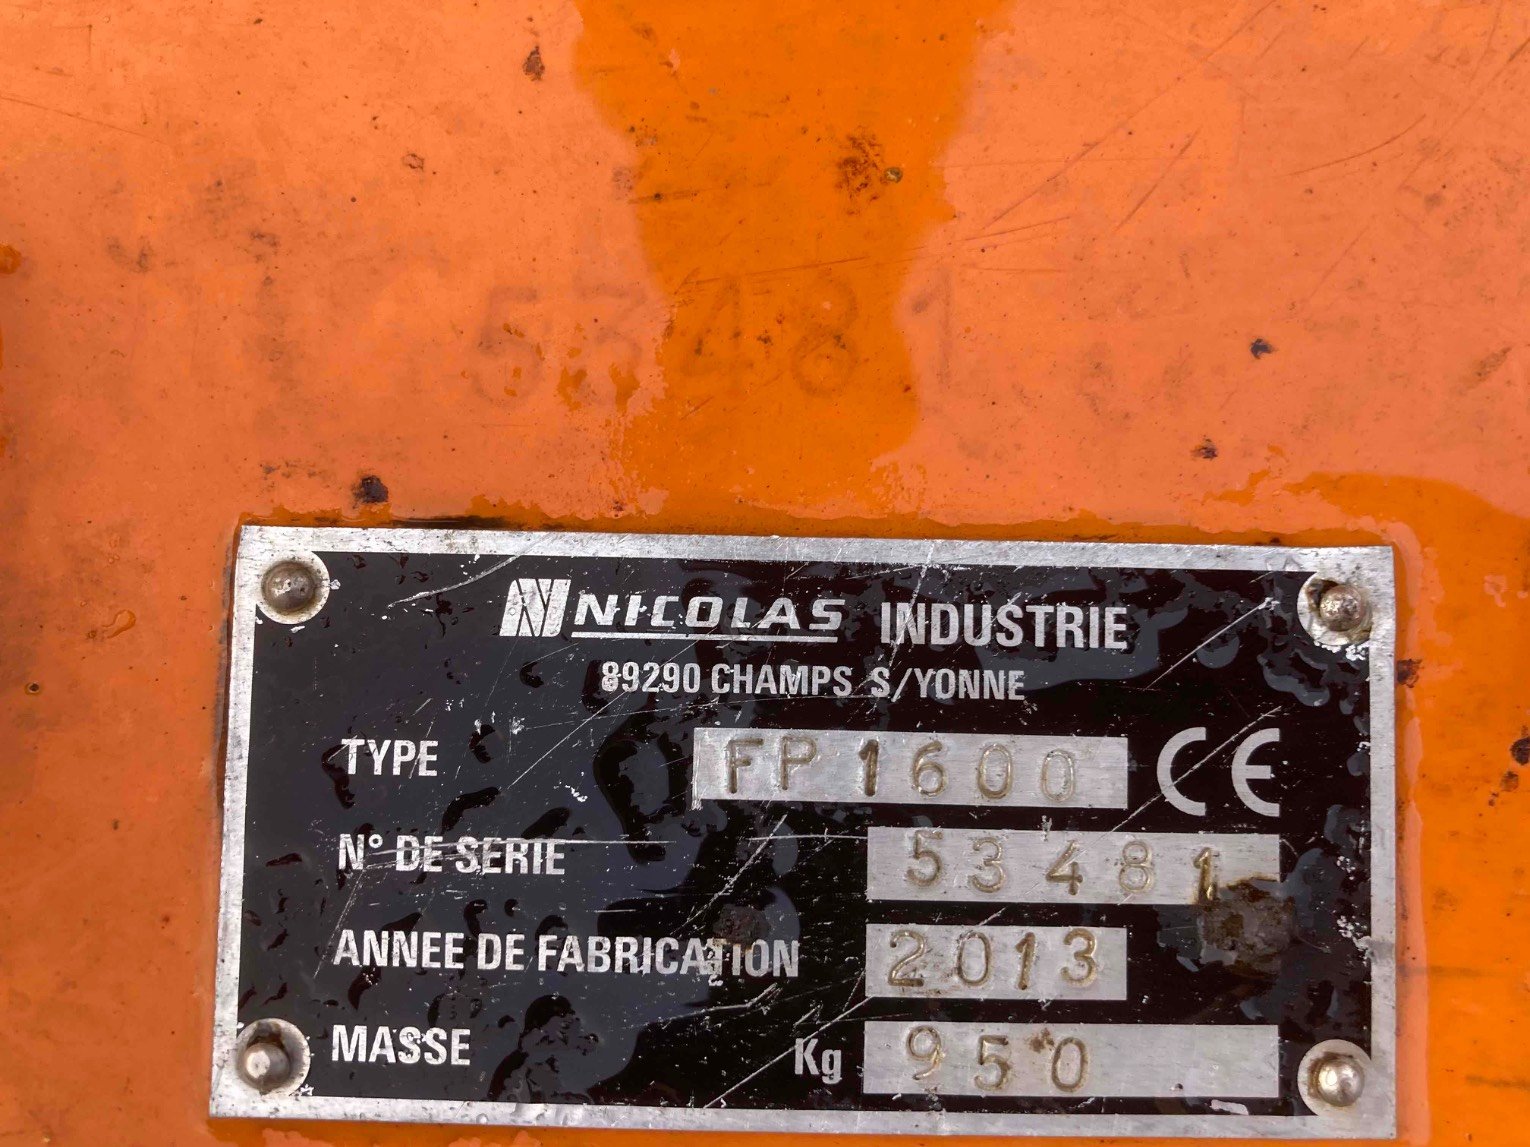 53481
NICOLAS INDUSTRIE
89290 CHAMPS S/YONNE
TYPE FP 1600 CE
N° DE SERIE 53481
ANNEE DE FABRICATION 2013
MASSE Kg 950